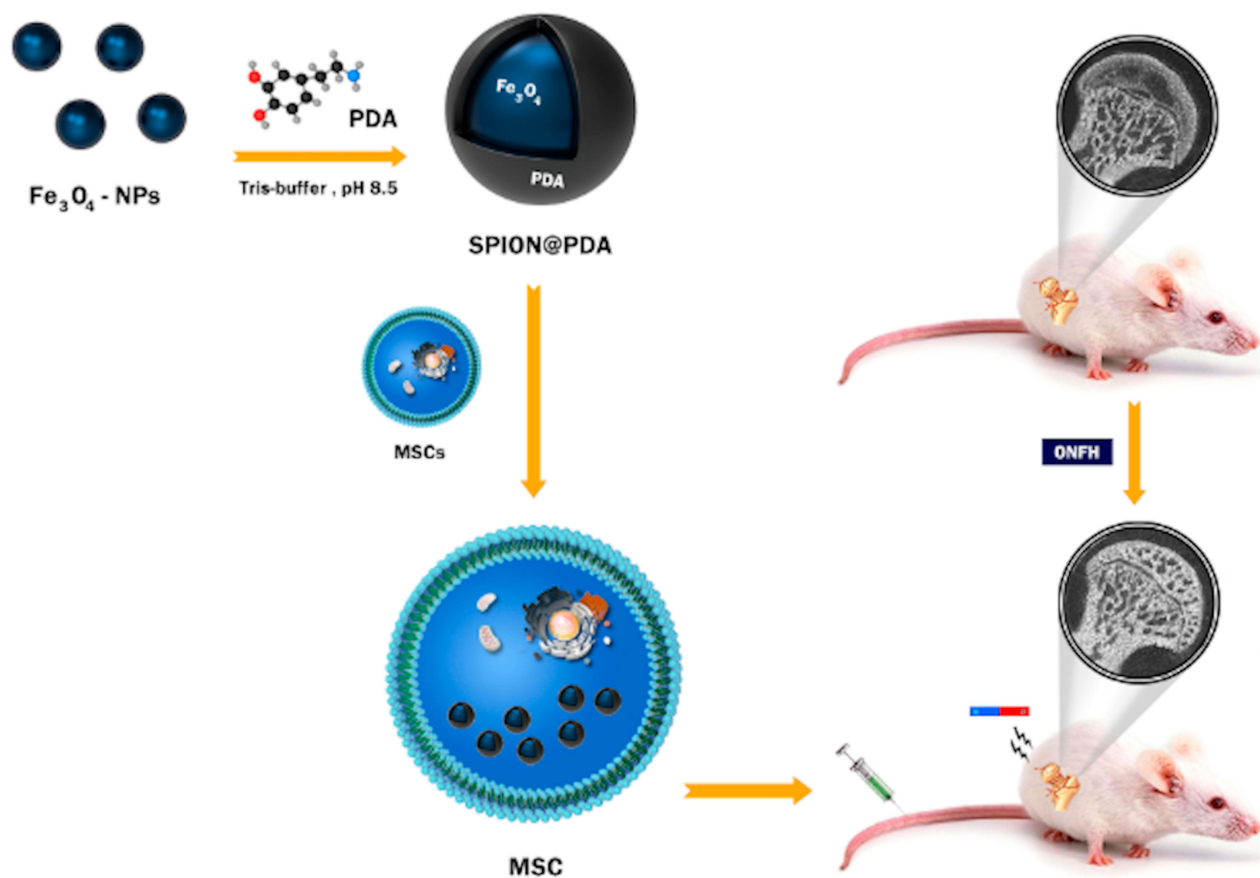 PDA
Tris-buffer , pH 8.5
Fe₃O₄ - NPs
Fe₃O₄
PDA
SPION@PDA
MSCs
MSC
ONFH